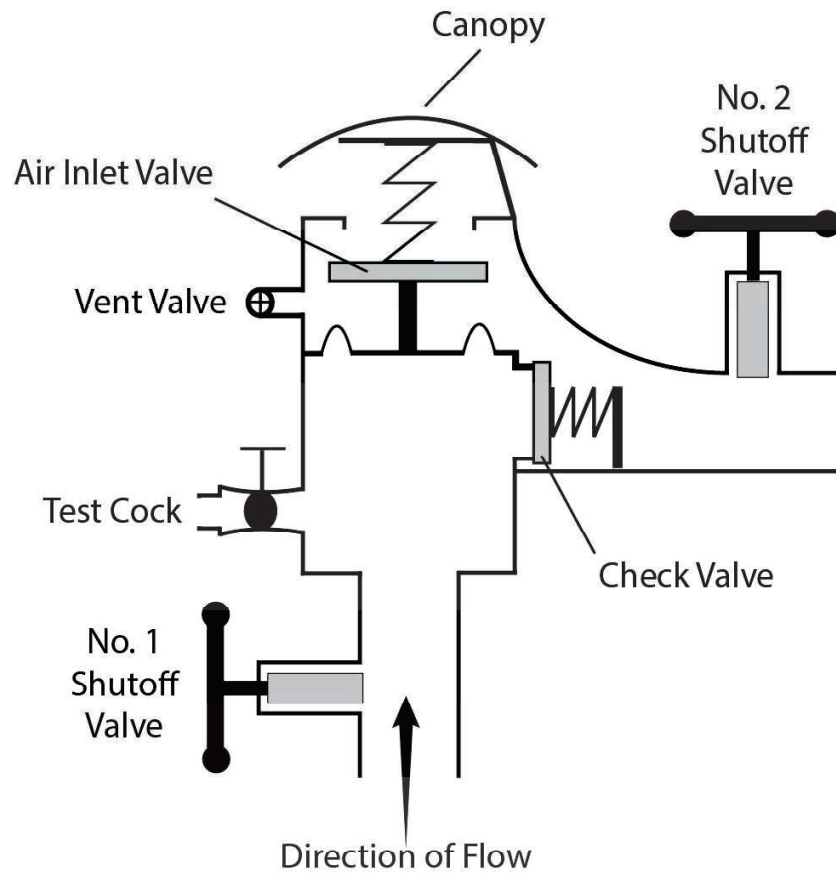 Canopy
No. 2
Shutoff
Valve
Air Inlet Valve
Vent Valve
Test Cock
Check Valve
No. 1
Shutoff
Valve
Direction of Flow